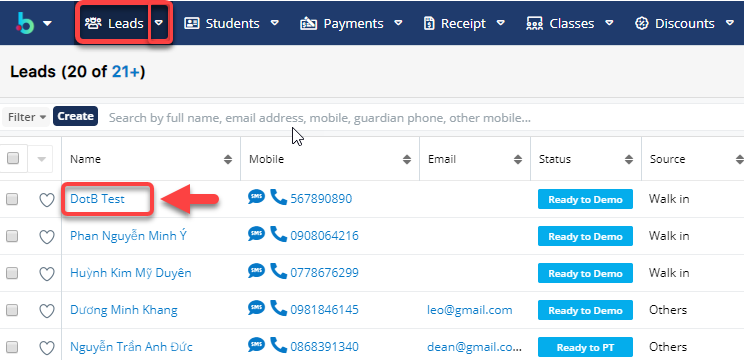 Leads Students Payments Receipt Classes Discounts
Leads (20 of 21+)
Filter Create Search by full name, email address, mobile, guardian phone, other mobile...
Name Mobile Email Status Source
DotB Test SMS 567890890 Ready to Demo Walk in
Phan Nguyễn Minh Ý SMS 0908064216 Ready to Demo Walk in
Huỳnh Kim Mỹ Duyên SMS 0778676299 Ready to Demo Walk in
Dương Minh Khang SMS 0981846145 leo@gmail.com Ready to Demo Others
Nguyễn Trần Anh Đức SMS 0868391340 dean@gmail.co... Ready to PT Others